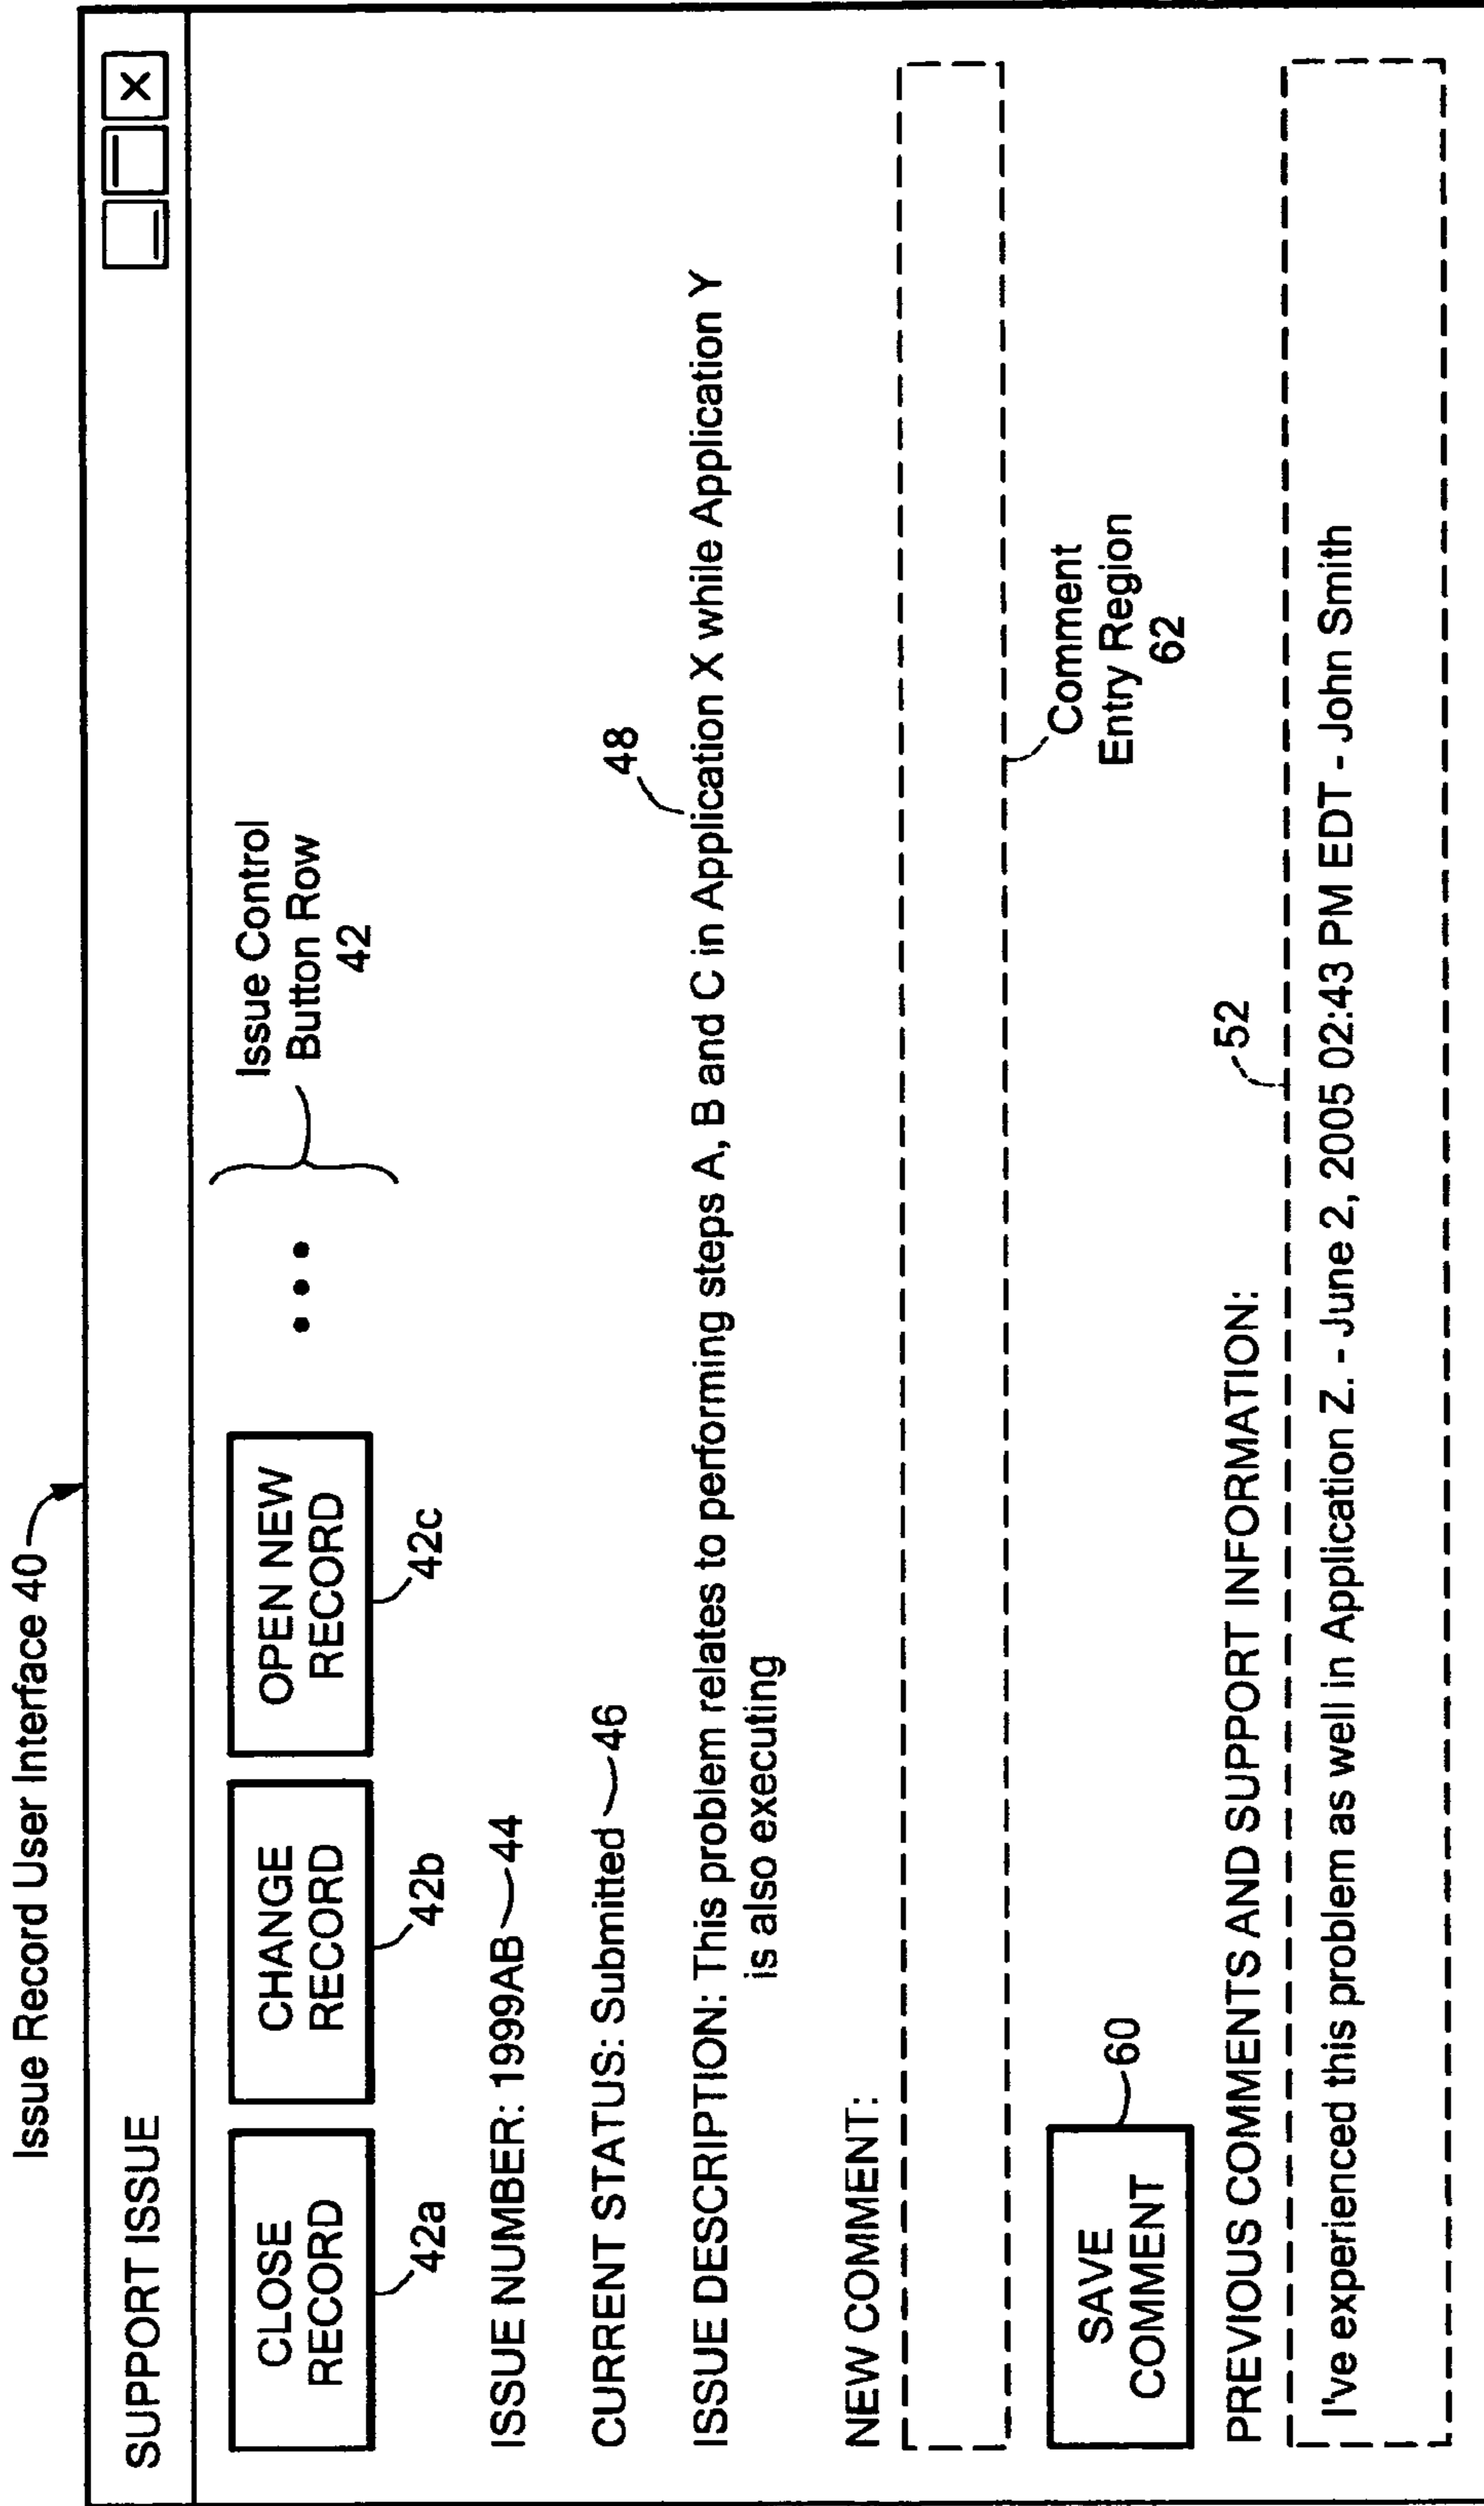 Issue Record User Interface 40
SUPPORT ISSUE
X
CLOSE
RECORD
42a
CHANGE
RECORD
42b
OPEN NEW
RECORD
42c
Issue Control
Button Row
42
ISSUE NUMBER: 1999AB 44
CURRENT STATUS: Submitted 46
48
ISSUE DESCRIPTION: This problem relates to performing steps A, B and C in Application X while Application Y
is also executing
NEW COMMENT:
Comment
Entry Region
62
SAVE
COMMENT
60
PREVIOUS COMMENTS AND SUPPORT INFORMATION:
52
I've experienced this problem as well in Application Z. - June 2, 2005 02:43 PM EDT - John Smith